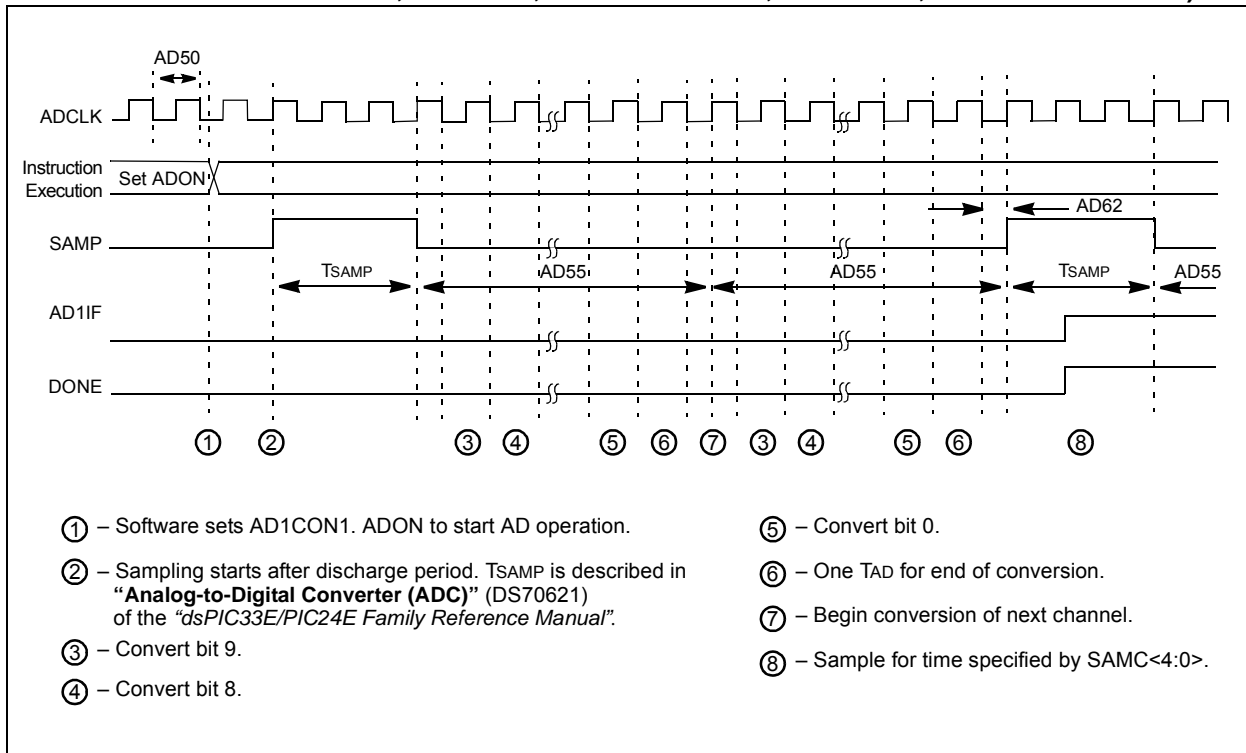 AD50
ADCLK
Instruction
Execution
Set ADON
AD62
SAMP
TSAMP
AD55
AD55
TSAMP
AD55
AD1IF
DONE
① ② ③ ④ ⑤ ⑥ ⑦ ③ ④ ⑤ ⑥ ⑧
① – Software sets AD1CON1. ADON to start AD operation.
② – Sampling starts after discharge period. TSAMP is described in
“Analog-to-Digital Converter (ADC)” (DS70621)
of the “dsPIC33E/PIC24E Family Reference Manual”.
③ – Convert bit 9.
④ – Convert bit 8.
⑤ – Convert bit 0.
⑥ – One TAD for end of conversion.
⑦ – Begin conversion of next channel.
⑧ – Sample for time specified by SAMC<4:0>.